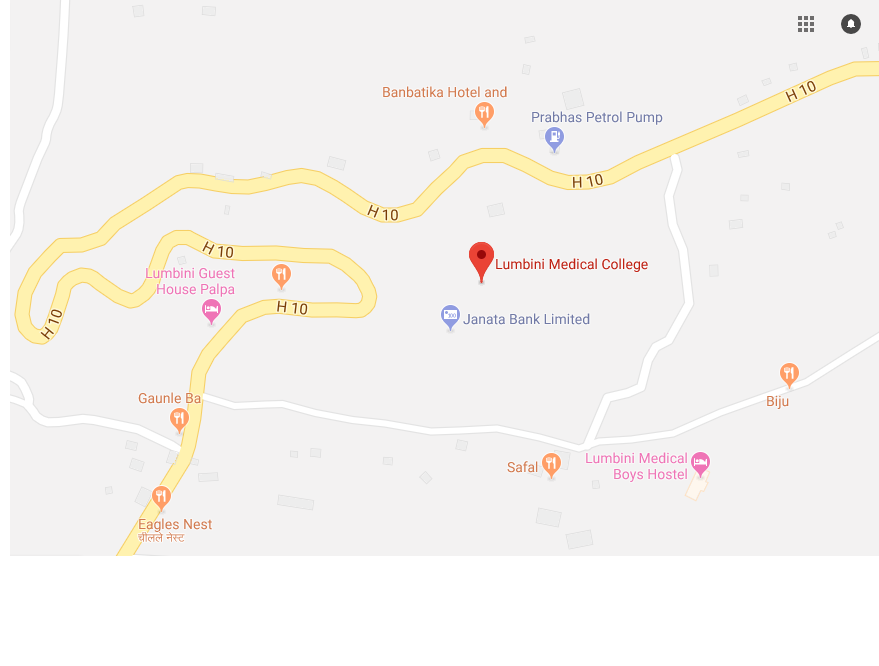 Banbatika Hotel and
H 10
Prabhas Petrol Pump
H 10
H 10
H 10
Lumbini Medical College
Lumbini Guest
House Palpa
H 10
H 10
Janata Bank Limited
Gaunle Ba
Biju
Safal
Lumbini Medical
Boys Hostel
Eagles Nest
चीलले नेस्ट